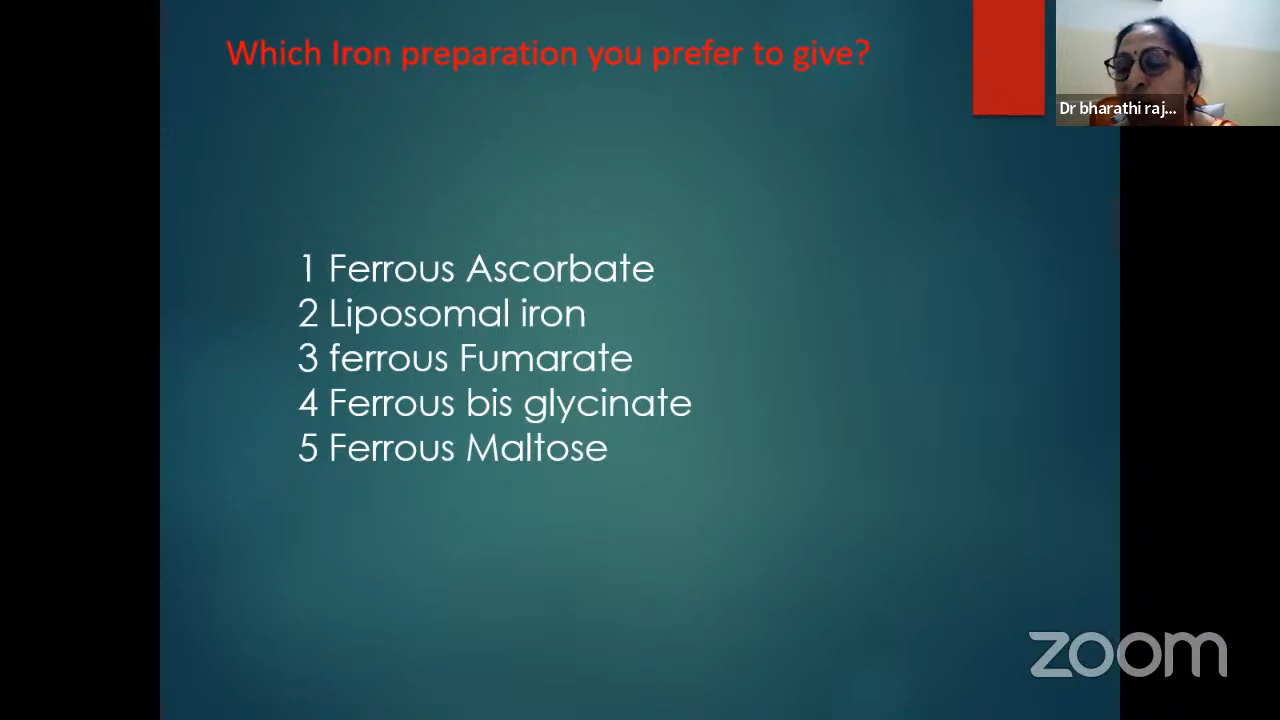 Which Iron preparation you prefer to give?
Dr bharathi raj...
1 Ferrous Ascorbate
2 Liposomal iron
3 ferrous Fumarate
4 Ferrous bis glycinate
5 Ferrous Maltose
zoom